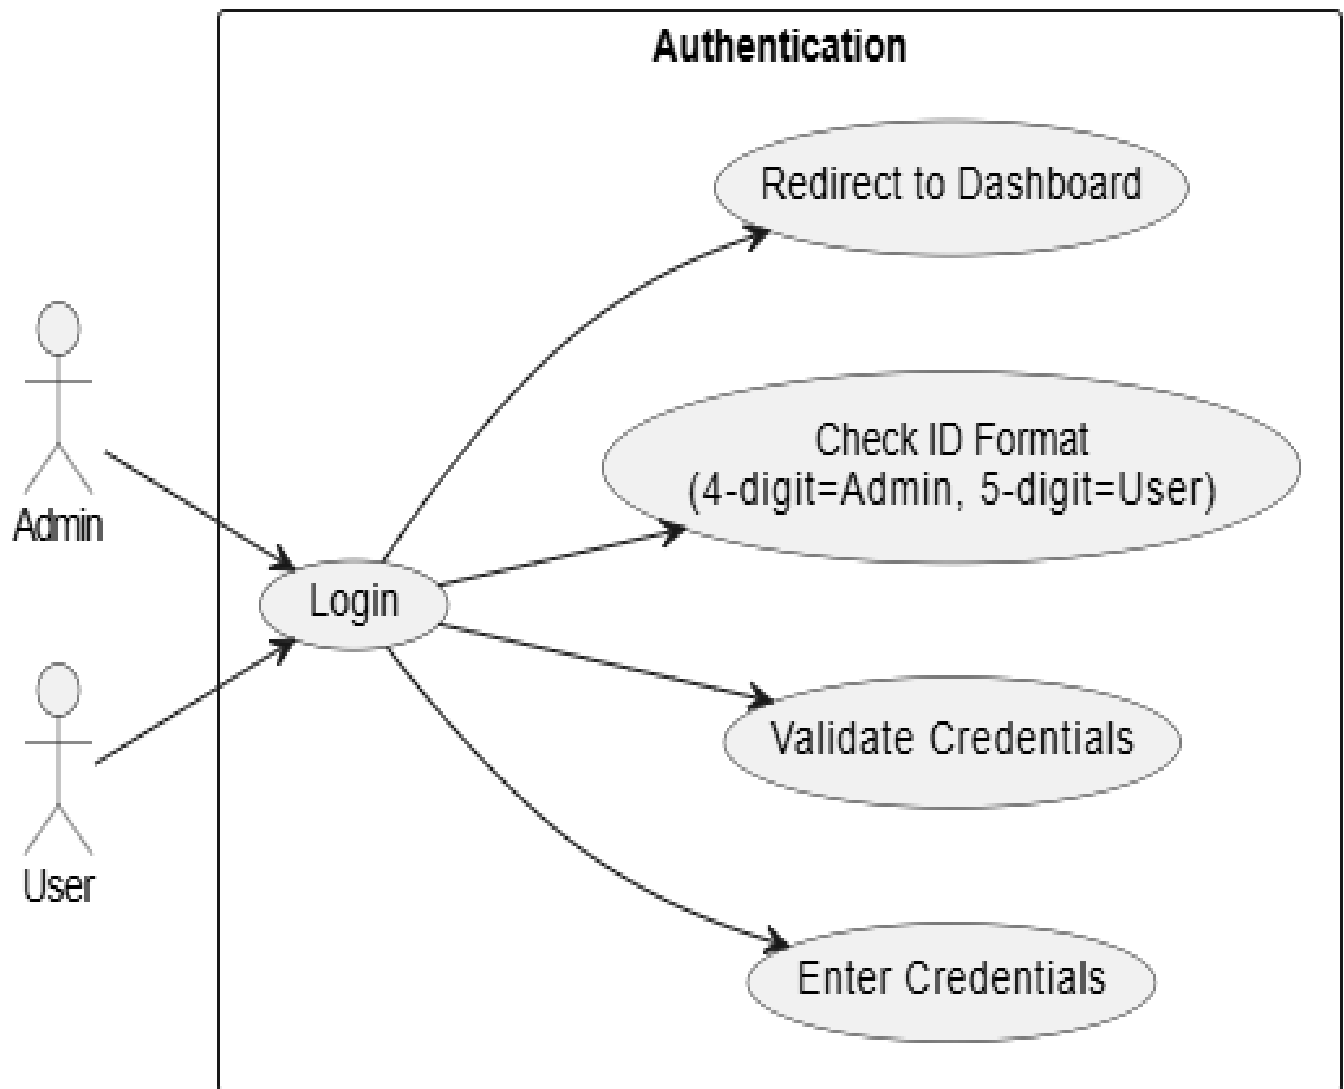 Authentication
Redirect to Dashboard
Check ID Format
(4-digit=Admin, 5-digit=User)
Admin
Login
Validate Credentials
User
Enter Credentials